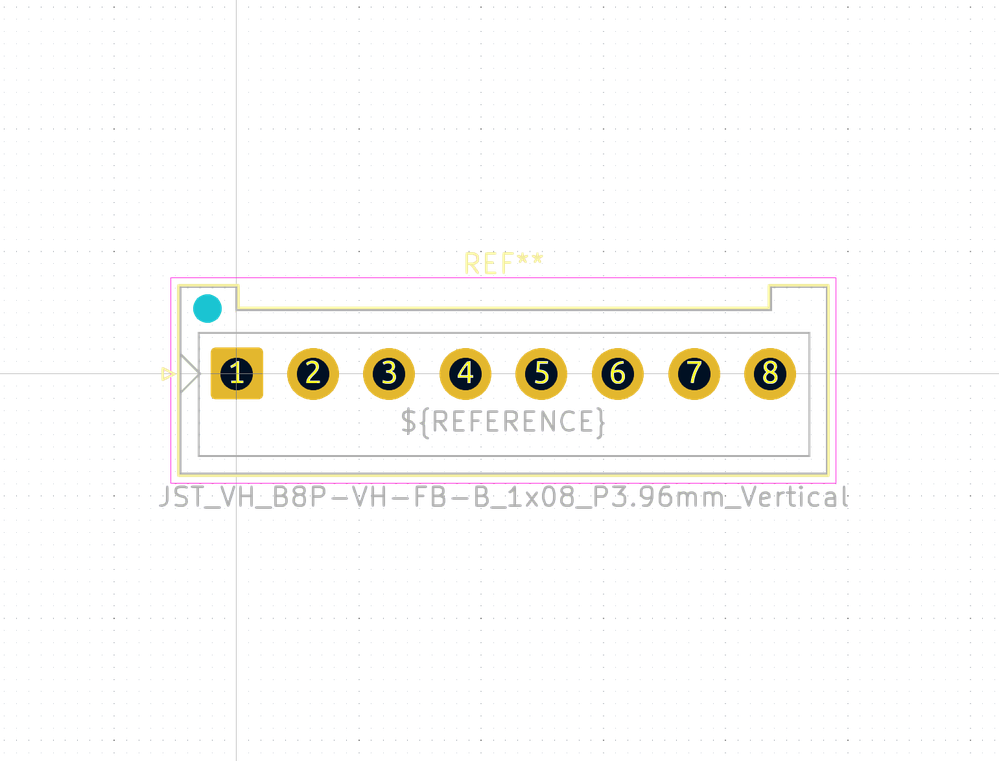 REF**
1 2 3 4 5 6 7 8
${REFERENCE}
JST_VH_B8P-VH-FB-B_1x08_P3.96mm_Vertical